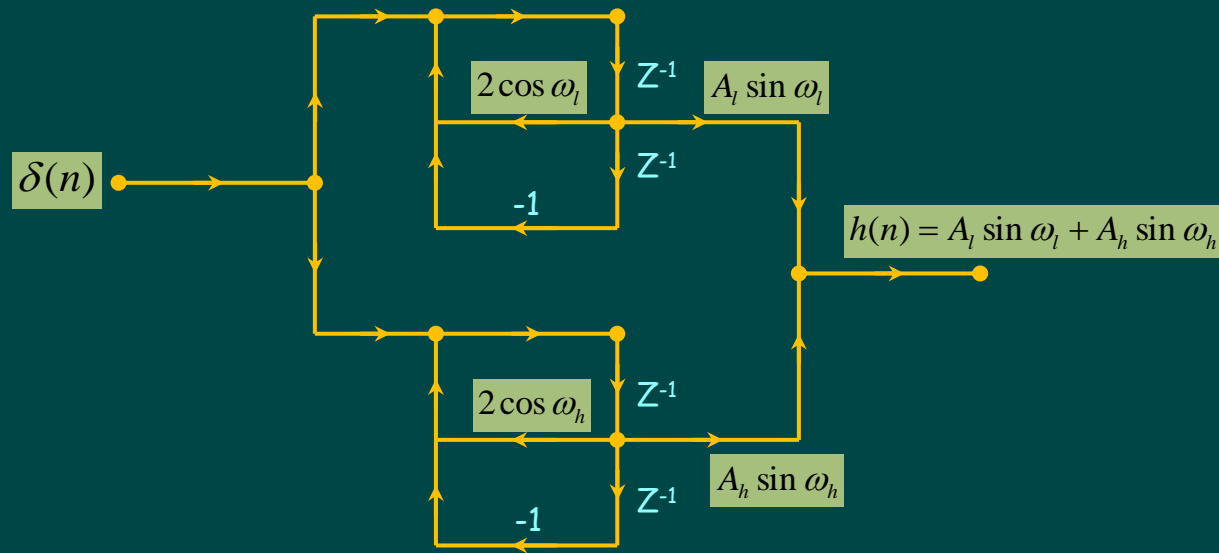 Z⁻¹
2 cos ω_l
A_l sin ω_l
Z⁻¹
δ(n)
-1
h(n) = A_l sin ω_l + A_h sin ω_h
Z⁻¹
2 cos ω_h
A_h sin ω_h
Z⁻¹
-1